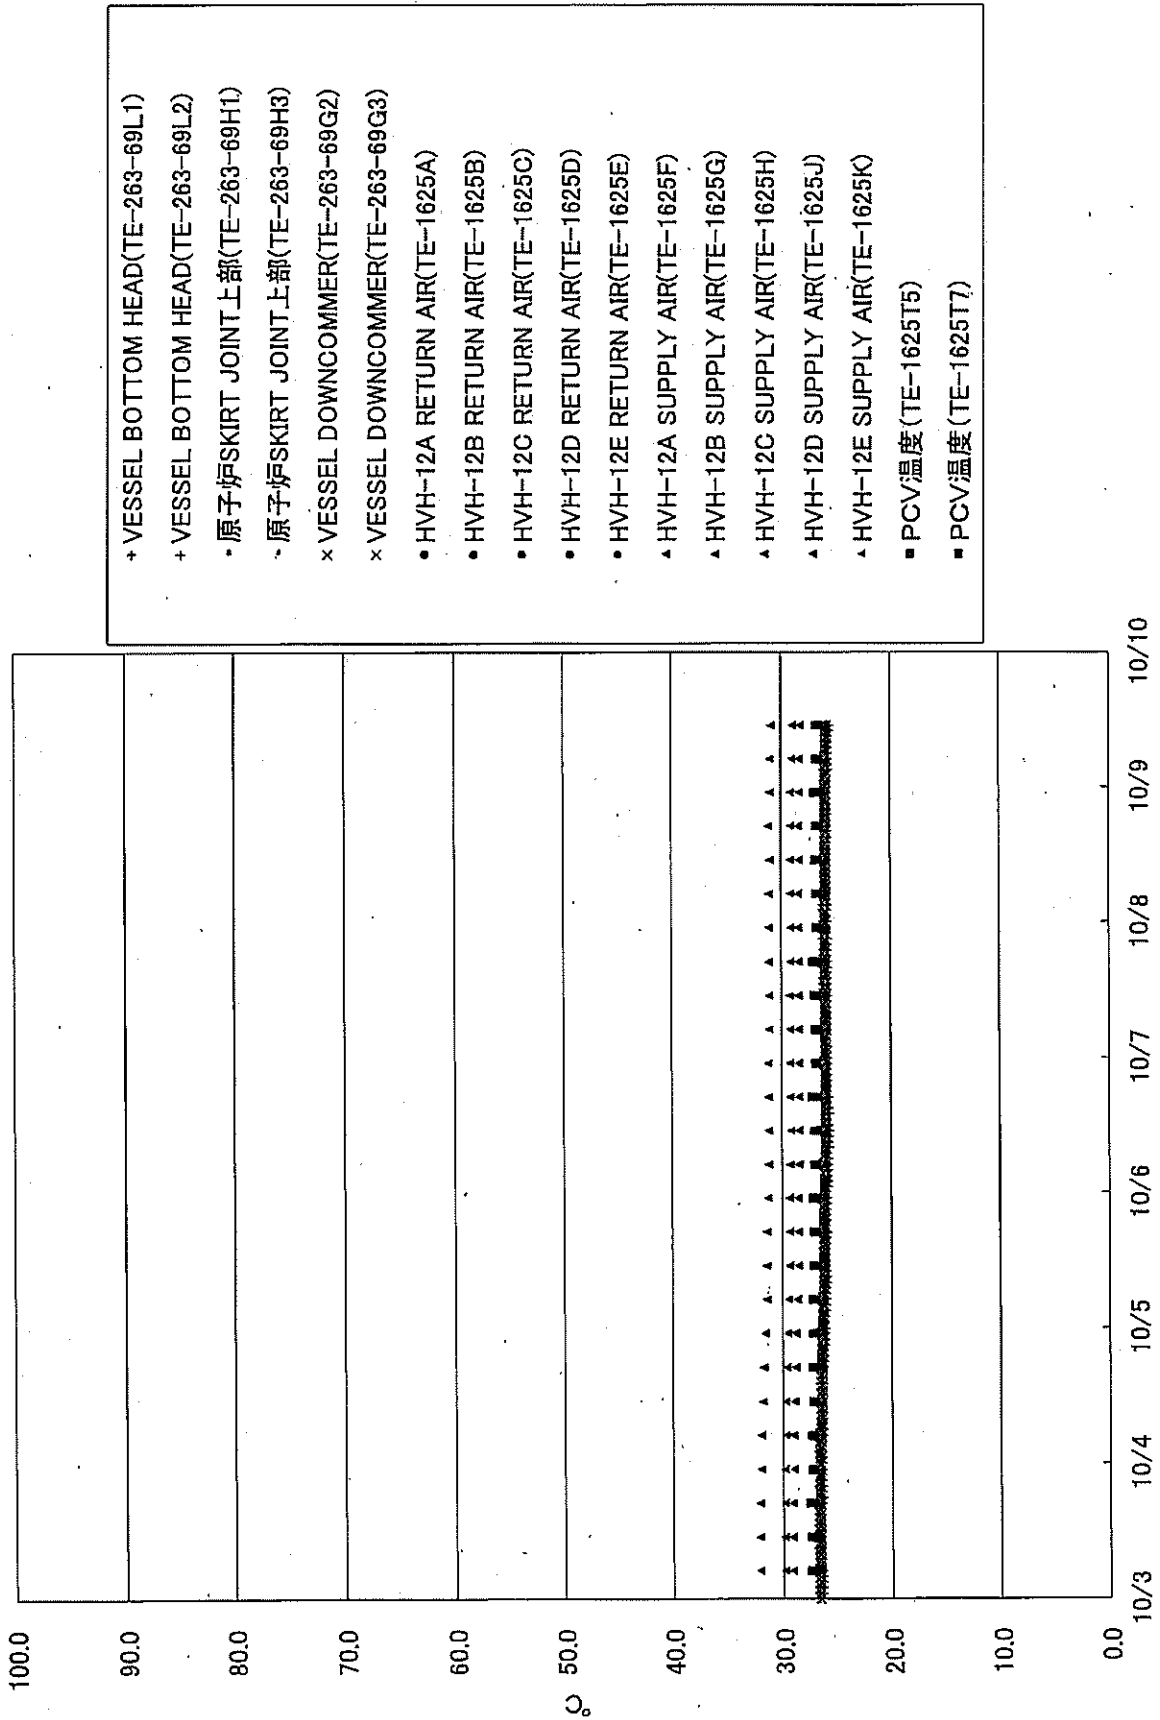 100.0
90.0
80.0
70.0
60.0
50.0
40.0
30.0
20.0
10.0
0.0
℃
10/3
10/4
10/5
10/6
10/7
10/8
10/9
10/10
+ VESSEL BOTTOM HEAD(TE-263-69L1)
+ VESSEL BOTTOM HEAD(TE-263-69L2)
- 原子炉SKIRT JOINT上部(TE-263-69H1)
- 原子炉SKIRT JOINT上部(TE-263-69H3)
× VESSEL DOWNCOMMER(TE-263-69G2)
× VESSEL DOWNCOMMER(TE-263-69G3)
● HVH-12A RETURN AIR(TE-1625A)
● HVH-12B RETURN AIR(TE-1625B)
● HVH-12C RETURN AIR(TE-1625C)
● HVH-12D RETURN AIR(TE-1625D)
● HVH-12E RETURN AIR(TE-1625E)
▲ HVH-12A SUPPLY AIR(TE-1625F)
▲ HVH-12B SUPPLY AIR(TE-1625G)
▲ HVH-12C SUPPLY AIR(TE-1625H)
▲ HVH-12D SUPPLY AIR(TE-1625J)
▲ HVH-12E SUPPLY AIR(TE-1625K)
■ PCV温度(TE-1625T5)
■ PCV温度(TE-1625T7)